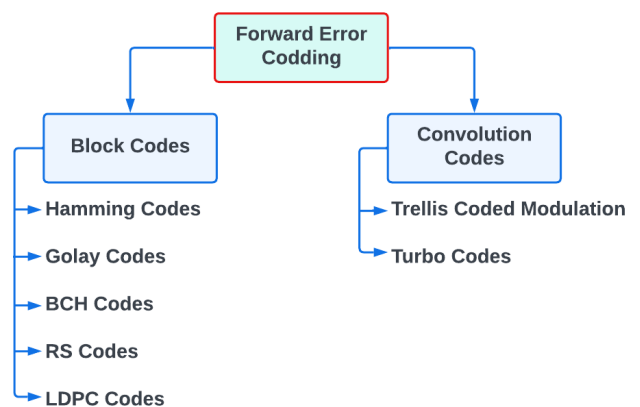 Forward Error
Codding
Block Codes
Convolution
Codes
Hamming Codes
Trellis Coded Modulation
Golay Codes
Turbo Codes
BCH Codes
RS Codes
LDPC Codes